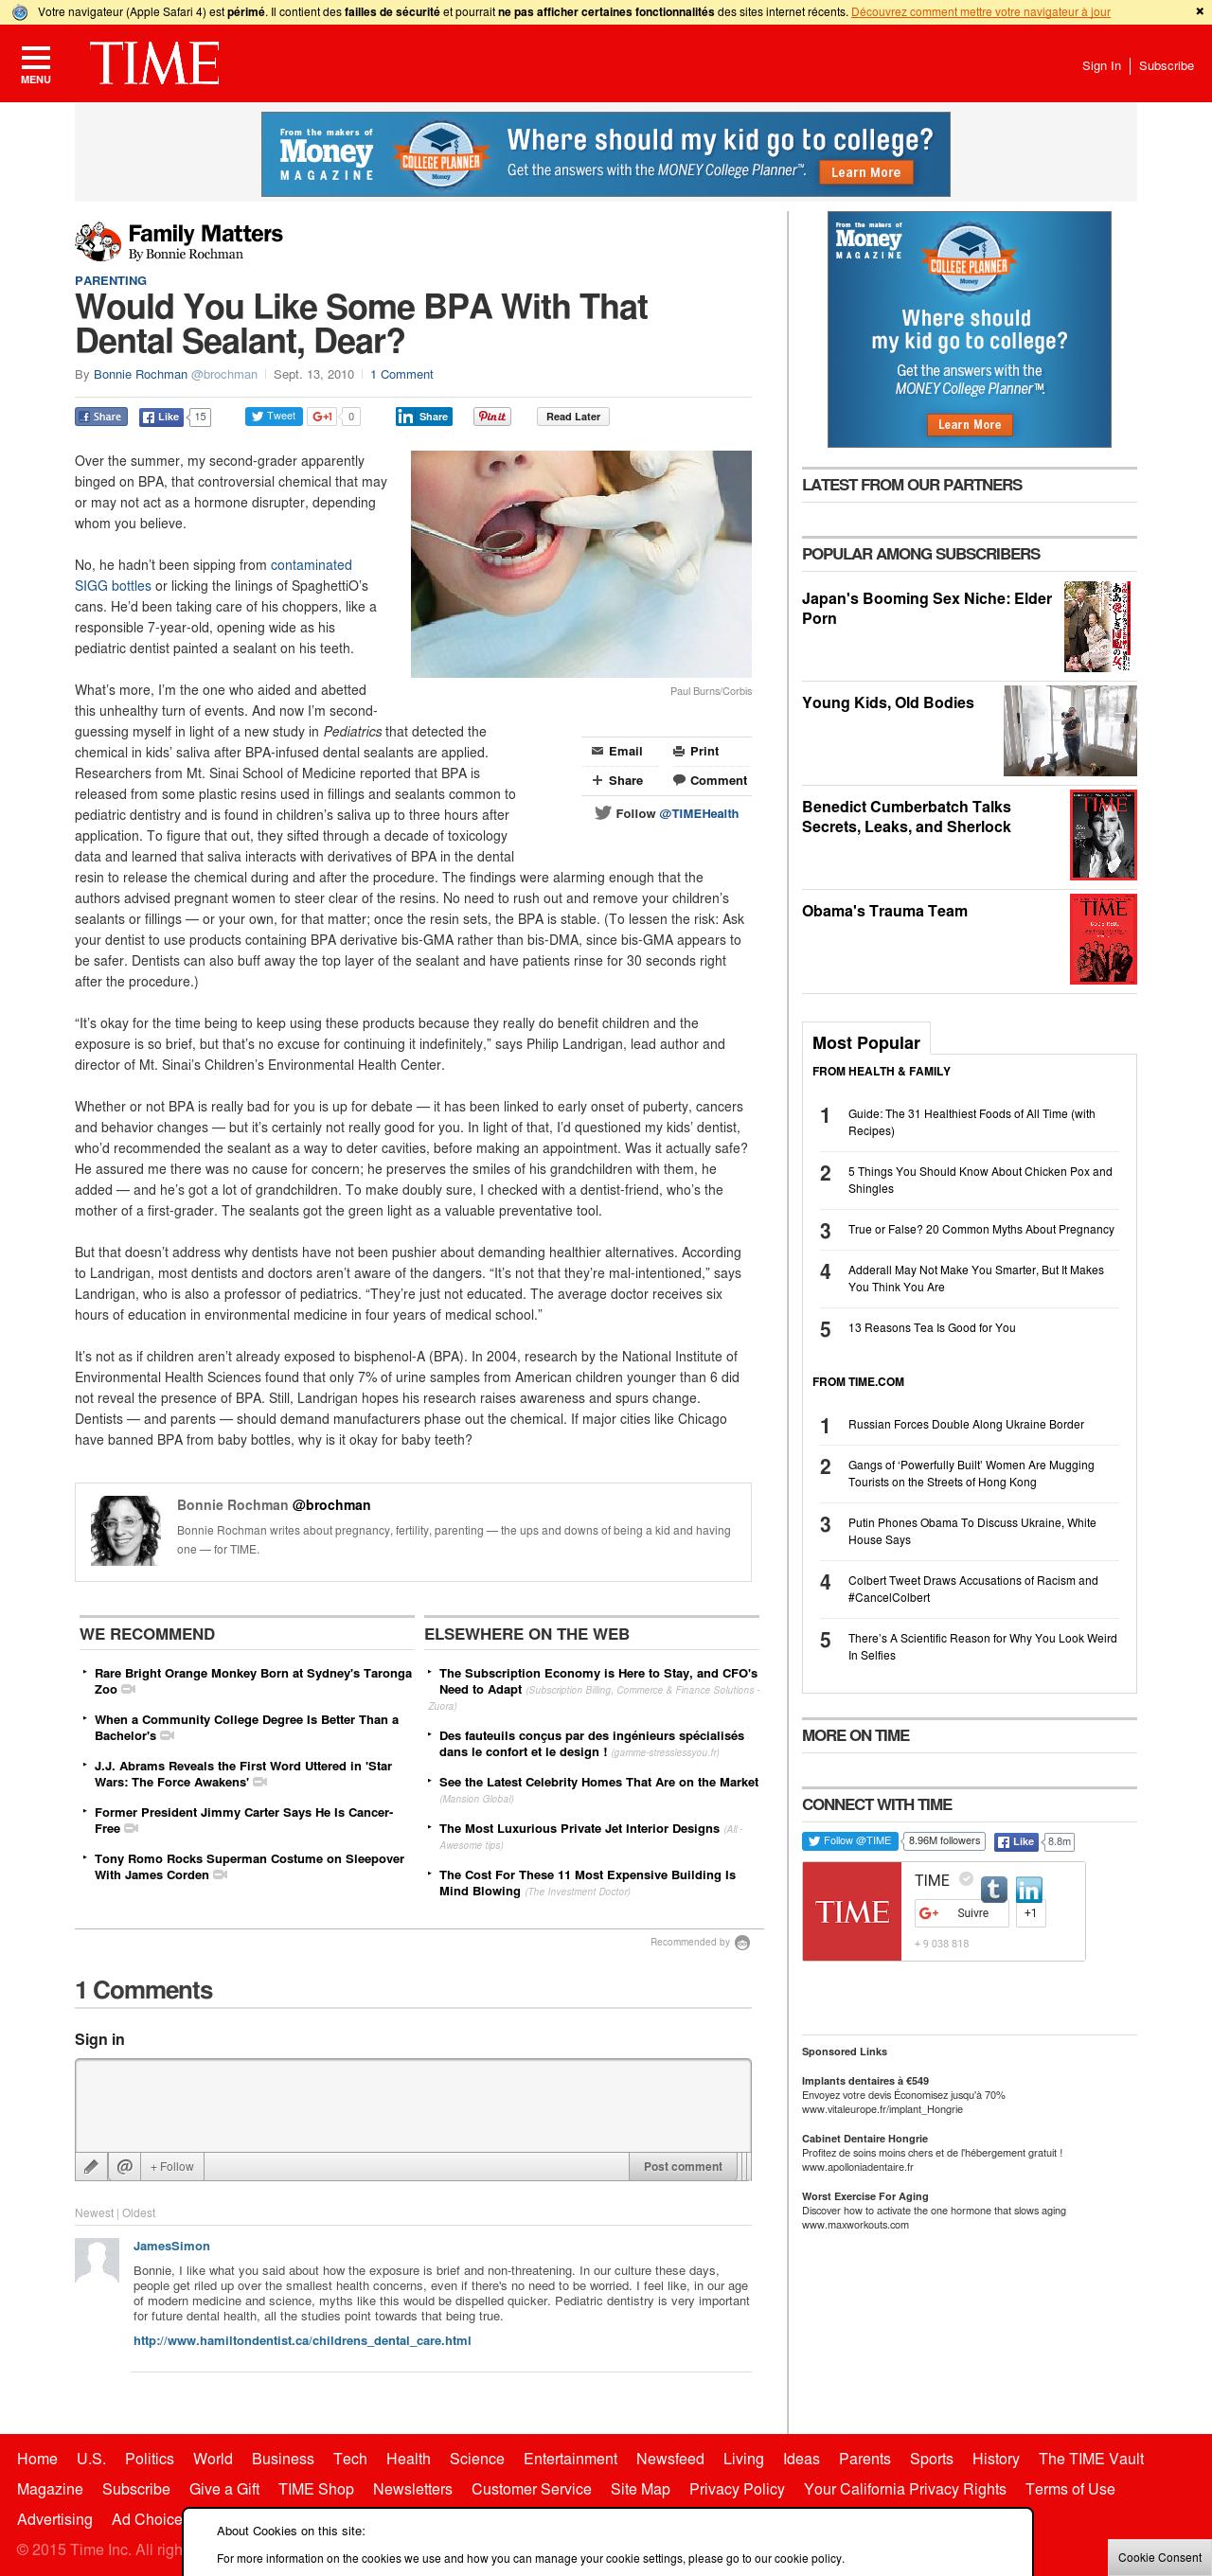 Votre navigateur (Apple Safari 4) est périmé. Il contient des failles de sécurité et pourrait ne pas afficher certaines fonctionnalités des sites internet récents. Découvrez comment mettre votre navigateur à jour
MENU
TIME
Sign In
Subscribe
From the makers of
Money
MAGAZINE
COLLEGE PLANNER
Money
Where should my kid go to college?
Get the answers with the MONEY College Planner™.
Learn More
Family Matters
By Bonnie Rochman
PARENTING
Would You Like Some BPA With That
Dental Sealant, Dear?
By Bonnie Rochman @brochman Sept. 13, 2010 1 Comment
Share Like 15 Tweet +1 0 Share Pin it Read Later
Over the summer, my second-grader apparently
binged on BPA, that controversial chemical that may
or may not act as a hormone disrupter, depending
whom you believe.
No, he hadn’t been sipping from contaminated
SIGG bottles or licking the linings of SpaghettiO’s
cans. He’d been taking care of his choppers, like a
responsible 7-year-old, opening wide as his
pediatric dentist painted a sealant on his teeth.
Paul Burns/Corbis
What’s more, I’m the one who aided and abetted
this unhealthy turn of events. And now I’m second-
guessing myself in light of a new study in Pediatrics that detected the
chemical in kids’ saliva after BPA-infused dental sealants are applied.
Researchers from Mt. Sinai School of Medicine reported that BPA is
released from some plastic resins used in fillings and sealants common to
pediatric dentistry and is found in children’s saliva up to three hours after
application. To figure that out, they sifted through a decade of toxicology
data and learned that saliva interacts with derivatives of BPA in the dental
resin to release the chemical during and after the procedure. The findings were alarming enough that the
authors advised pregnant women to steer clear of the resins. No need to rush out and remove your children’s
sealants or fillings — or your own, for that matter; once the resin sets, the BPA is stable. (To lessen the risk: Ask
your dentist to use products containing BPA derivative bis-GMA rather than bis-DMA, since bis-GMA appears to
be safer. Dentists can also buff away the top layer of the sealant and have patients rinse for 30 seconds right
after the procedure.)
Email
Print
Share
Comment
Follow @TIMEHealth
“It’s okay for the time being to keep using these products because they really do benefit children and the
exposure is so brief, but that’s no excuse for continuing it indefinitely,” says Philip Landrigan, lead author and
director of Mt. Sinai’s Children’s Environmental Health Center.
Whether or not BPA is really bad for you is up for debate — it has been linked to early onset of puberty, cancers
and behavior changes — but it’s certainly not really good for you. In light of that, I’d questioned my kids’ dentist,
who’d recommended the sealant as a way to deter cavities, before making an appointment. Was it actually safe?
He assured me there was no cause for concern; he preserves the smiles of his grandchildren with them, he
added — and he’s got a lot of grandchildren. To make doubly sure, I checked with a dentist-friend, who’s the
mother of a first-grader. The sealants got the green light as a valuable preventative tool.
But that doesn’t address why dentists have not been pushier about demanding healthier alternatives. According
to Landrigan, most dentists and doctors aren’t aware of the dangers. “It’s not that they’re mal-intentioned,” says
Landrigan, who is also a professor of pediatrics. “They’re just not educated. The average doctor receives six
hours of education in environmental medicine in four years of medical school.”
It’s not as if children aren’t already exposed to bisphenol-A (BPA). In 2004, research by the National Institute of
Environmental Health Sciences found that only 7% of urine samples from American children younger than 6 did
not reveal the presence of BPA. Still, Landrigan hopes his research raises awareness and spurs change.
Dentists — and parents — should demand manufacturers phase out the chemical. If major cities like Chicago
have banned BPA from baby bottles, why is it okay for baby teeth?
Bonnie Rochman @brochman
Bonnie Rochman writes about pregnancy, fertility, parenting — the ups and downs of being a kid and having
one — for TIME.
WE RECOMMEND
Rare Bright Orange Monkey Born at Sydney's Taronga
Zoo
When a Community College Degree Is Better Than a
Bachelor's
J.J. Abrams Reveals the First Word Uttered in 'Star
Wars: The Force Awakens'
Former President Jimmy Carter Says He Is Cancer-
Free
Tony Romo Rocks Superman Costume on Sleepover
With James Corden
ELSEWHERE ON THE WEB
The Subscription Economy is Here to Stay, and CFO's
Need to Adapt (Subscription Billing, Commerce & Finance Solutions -
Zuora)
Des fauteuils conçus par des ingénieurs spécialisés
dans le confort et le design ! (gamme-stresslessyou.fr)
See the Latest Celebrity Homes That Are on the Market
(Mansion Global)
The Most Luxurious Private Jet Interior Designs (All -
Awesome tips)
The Cost For These 11 Most Expensive Building Is
Mind Blowing (The Investment Doctor)
Recommended by
1 Comments
Sign in
+ Follow
Post comment
Newest | Oldest
JamesSimon
Bonnie, I like what you said about how the exposure is brief and non-threatening. In our culture these days,
people get riled up over the smallest health concerns, even if there's no need to be worried. I feel like, in our age
of modern medicine and science, myths like this would be dispelled quicker. Pediatric dentistry is very important
for future dental health, all the studies point towards that being true.
http://www.hamiltondentist.ca/childrens_dental_care.html
From the makers of
Money
MAGAZINE
COLLEGE PLANNER
Money
Where should
my kid go to college?
Get the answers with the
MONEY College Planner™.
Learn More
LATEST FROM OUR PARTNERS
POPULAR AMONG SUBSCRIBERS
Japan's Booming Sex Niche: Elder
Porn
Young Kids, Old Bodies
Benedict Cumberbatch Talks
Secrets, Leaks, and Sherlock
TIME
Obama's Trauma Team
TIME
Most Popular
FROM HEALTH & FAMILY
1 Guide: The 31 Healthiest Foods of All Time (with
Recipes)
2 5 Things You Should Know About Chicken Pox and
Shingles
3 True or False? 20 Common Myths About Pregnancy
4 Adderall May Not Make You Smarter, But It Makes
You Think You Are
5 13 Reasons Tea Is Good for You
FROM TIME.COM
1 Russian Forces Double Along Ukraine Border
2 Gangs of ‘Powerfully Built’ Women Are Mugging
Tourists on the Streets of Hong Kong
3 Putin Phones Obama To Discuss Ukraine, White
House Says
4 Colbert Tweet Draws Accusations of Racism and
#CancelColbert
5 There’s A Scientific Reason for Why You Look Weird
In Selfies
MORE ON TIME
CONNECT WITH TIME
Follow @TIME 8.96M followers Like 8.8m
TIME
TIME
Suivre +1
+ 9 038 818
Sponsored Links
Implants dentaires à €549
Envoyez votre devis Économisez jusqu'à 70%
www.vitaleurope.fr/implant_Hongrie
Cabinet Dentaire Hongrie
Profitez de soins moins chers et de l'hébergement gratuit !
www.apolloniadentaire.fr
Worst Exercise For Aging
Discover how to activate the one hormone that slows aging
www.maxworkouts.com
Home U.S. Politics World Business Tech Health Science Entertainment Newsfeed Living Ideas Parents Sports History The TIME Vault
Magazine Subscribe Give a Gift TIME Shop Newsletters Customer Service Site Map Privacy Policy Your California Privacy Rights Terms of Use
Advertising Ad Choice
© 2015 Time Inc. All righ
About Cookies on this site:
For more information on the cookies we use and how you can manage your cookie settings, please go to our cookie policy.
Cookie Consent